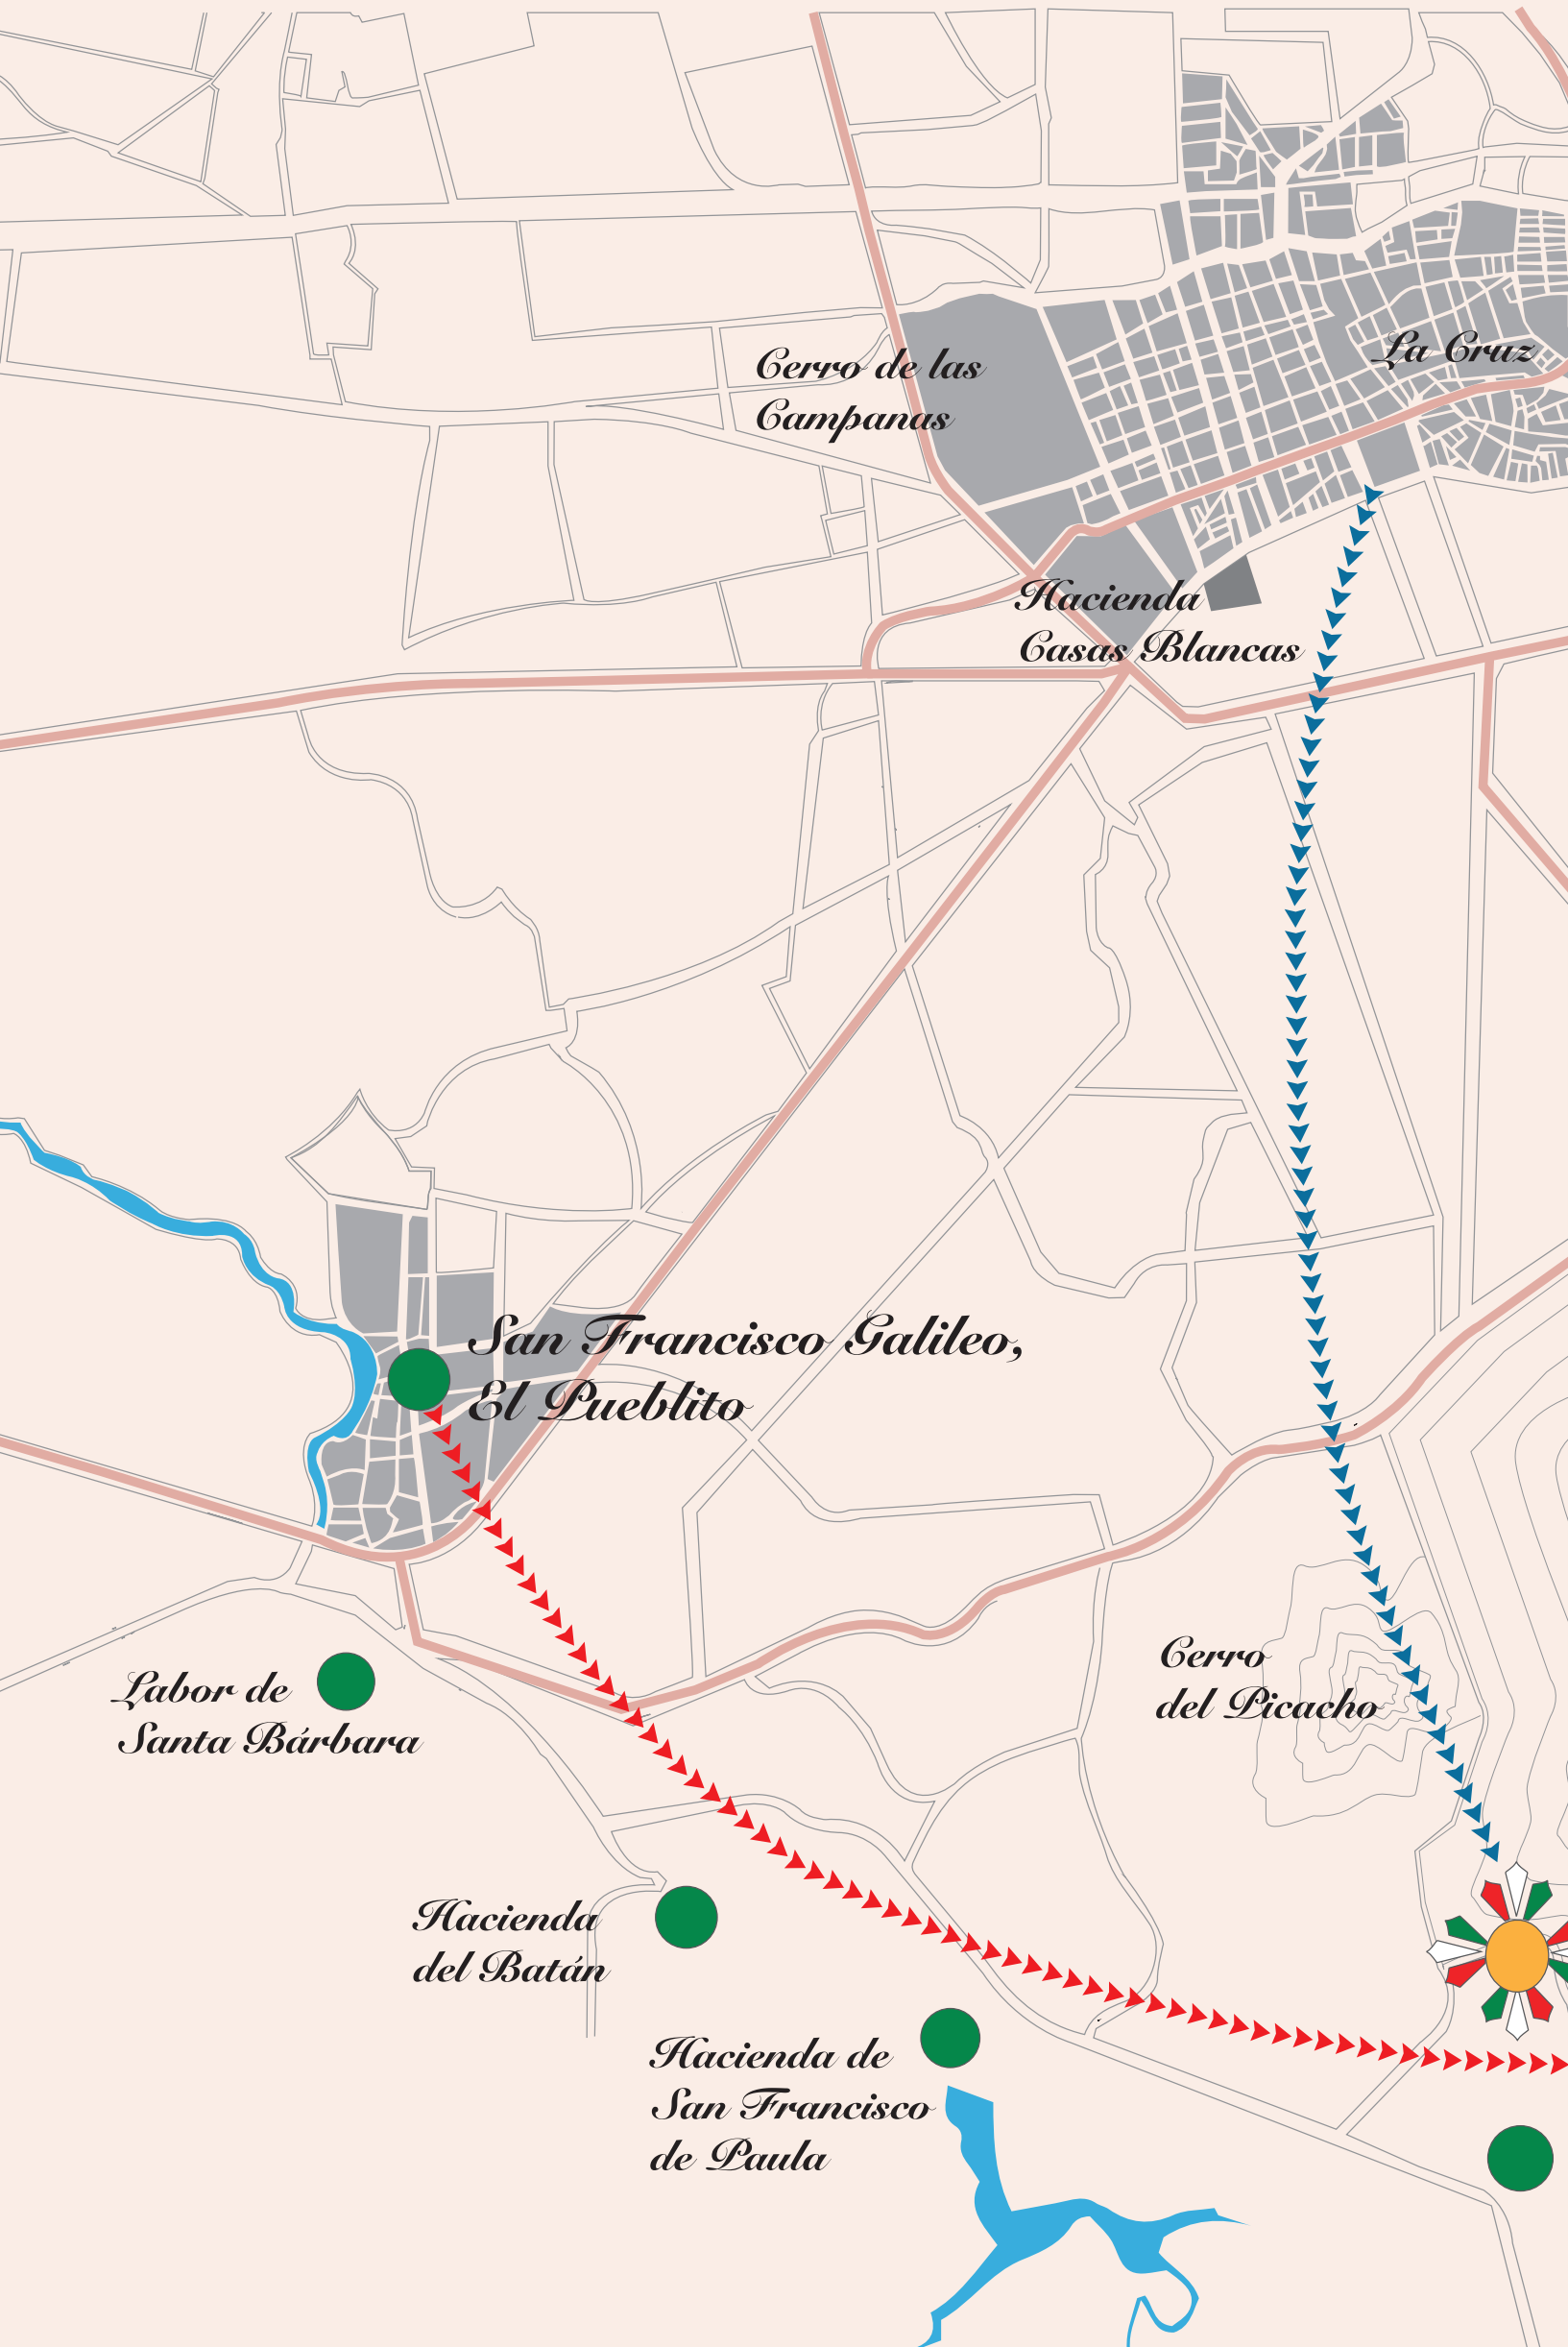 La Cruz
Cerro de las
Campanas
Hacienda
Casas Blancas
San Francisco Galileo,
El Pueblito
Cerro
del Picacho
Labor de
Santa Bárbara
Hacienda
del Batán
Hacienda de
San Francisco
de Paula